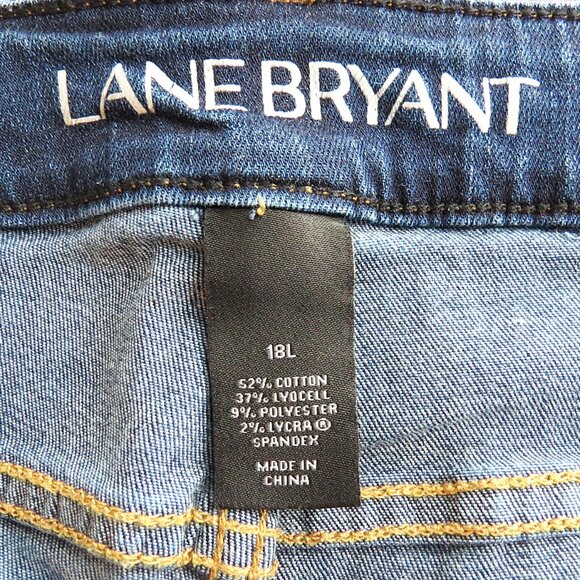 LANE BRYANT
18L
52% COTTON
37% LYOCELL
9% POLYESTER
2% LYCRA ®
SPANDEX
MADE IN
CHINA